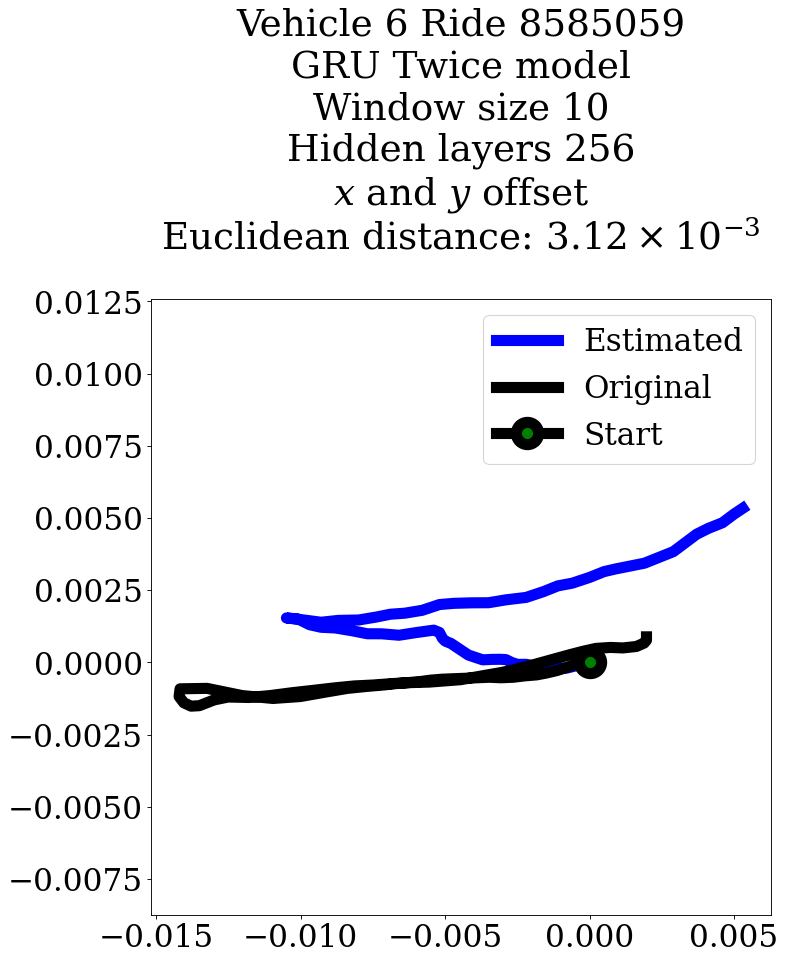 Vehicle 6 Ride 8585059
GRU Twice model
Window size 10
Hidden layers 256
x and y offset
Euclidean distance: 3.12 × 10⁻³
Estimated
Original
Start
0.0125
0.0100
0.0075
0.0050
0.0025
0.0000
−0.0025
−0.0050
−0.0075
−0.015 −0.010 −0.005 0.000 0.005